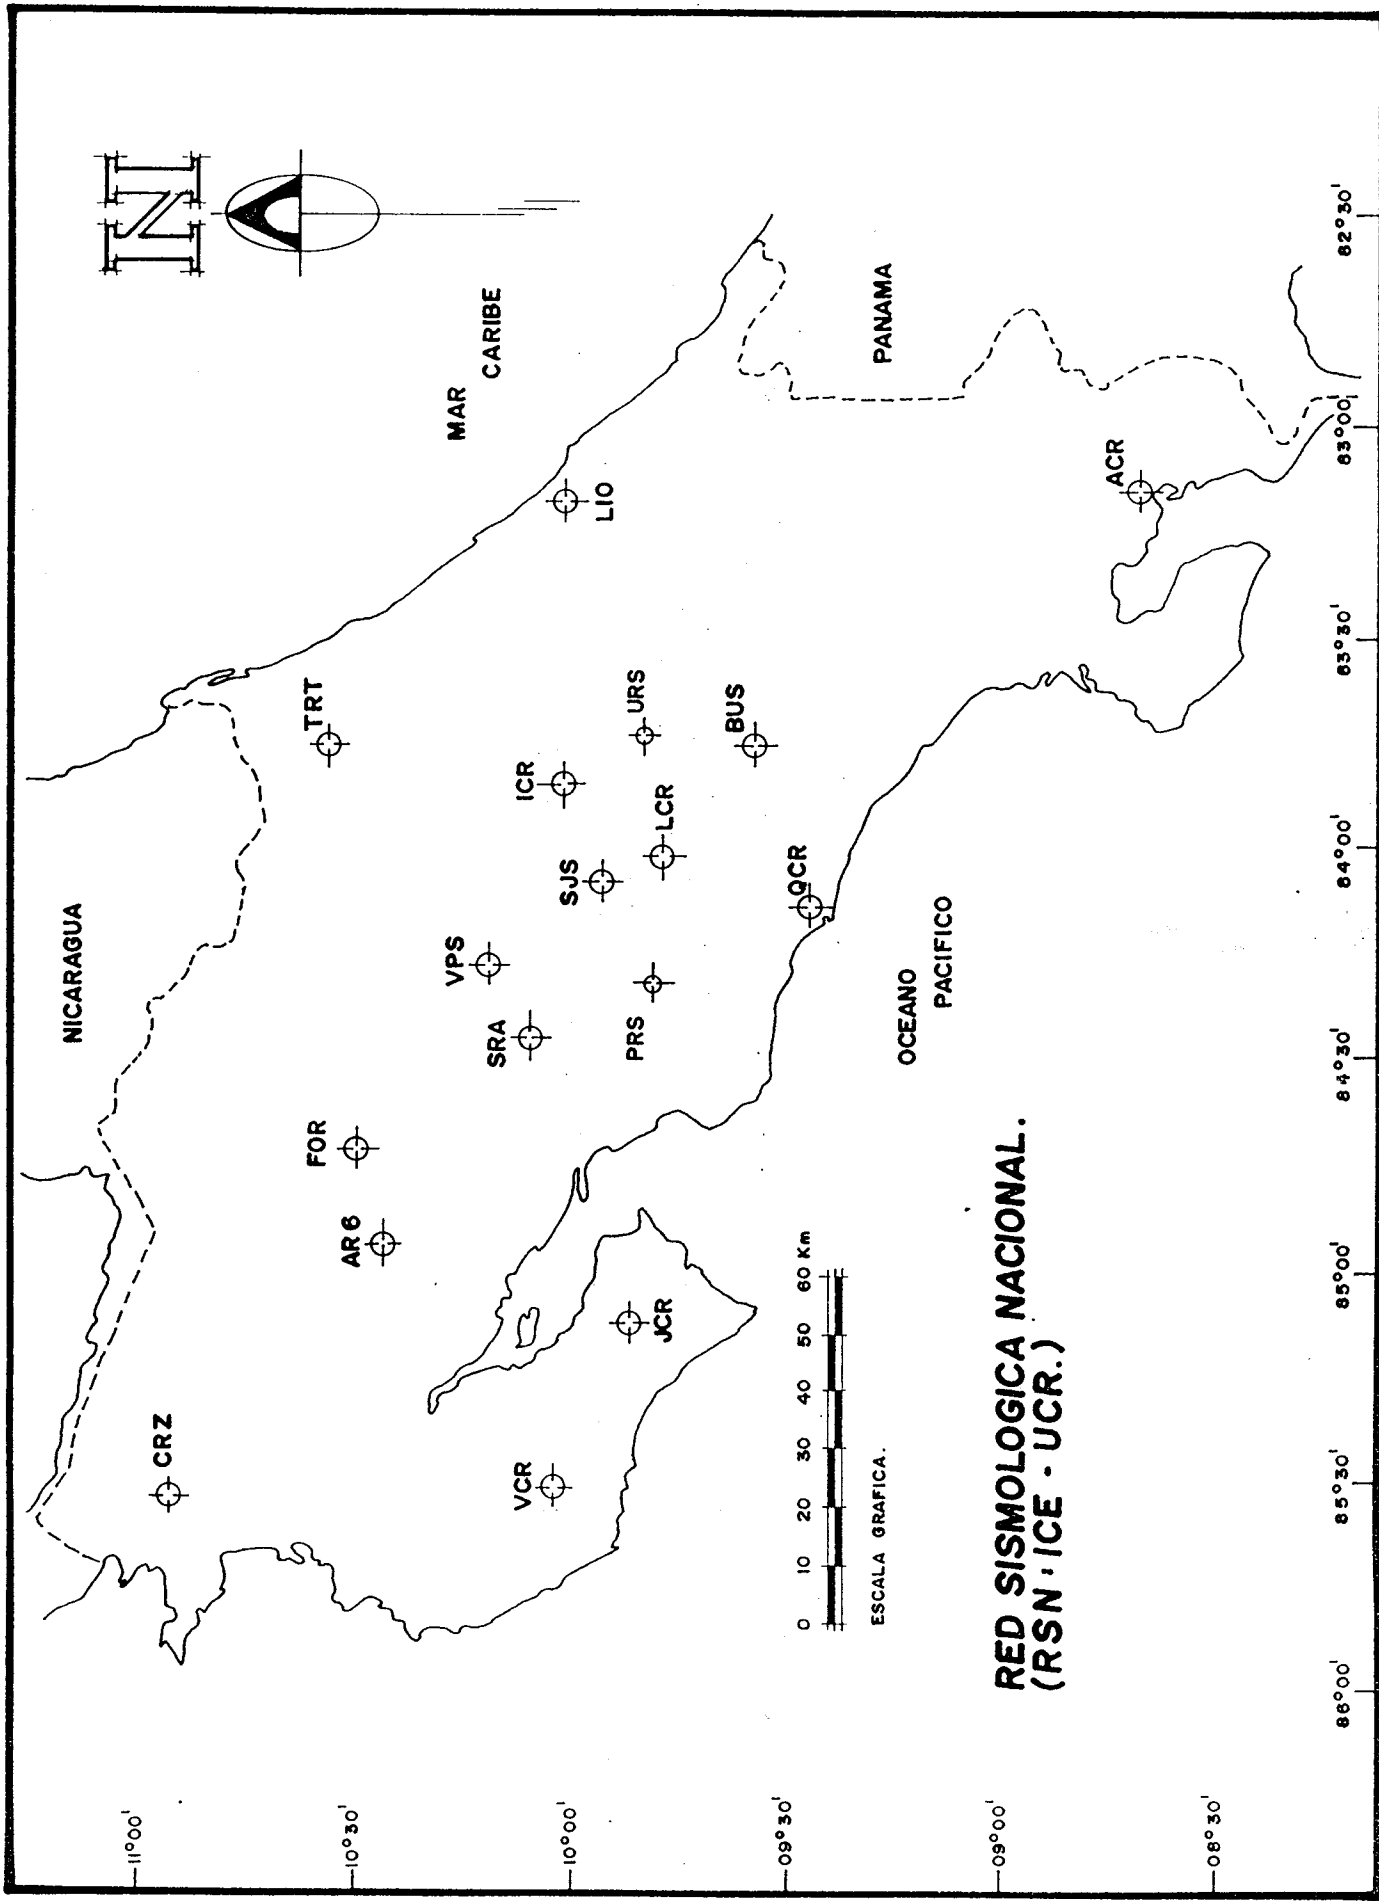 N
NICARAGUA
MAR
CARIBE
CRZ
TRT
FOR
AR6
VPS
ICR
SRA
SJS
LIO
VCR
URS
LCR
PRS
JCR
BUS
QCR
PANAMA
ACR
OCEANO
PACIFICO
0 10 20 30 40 50 60 Km
ESCALA GRAFICA.
RED SISMOLOGICA NACIONAL.
(RSN: ICE - UCR.)
11°00'
10°30'
10°00'
09°30'
09°00'
08°30'
86°00' 85°30' 85°00' 84°30' 84°00' 83°30' 83°00' 82°30'